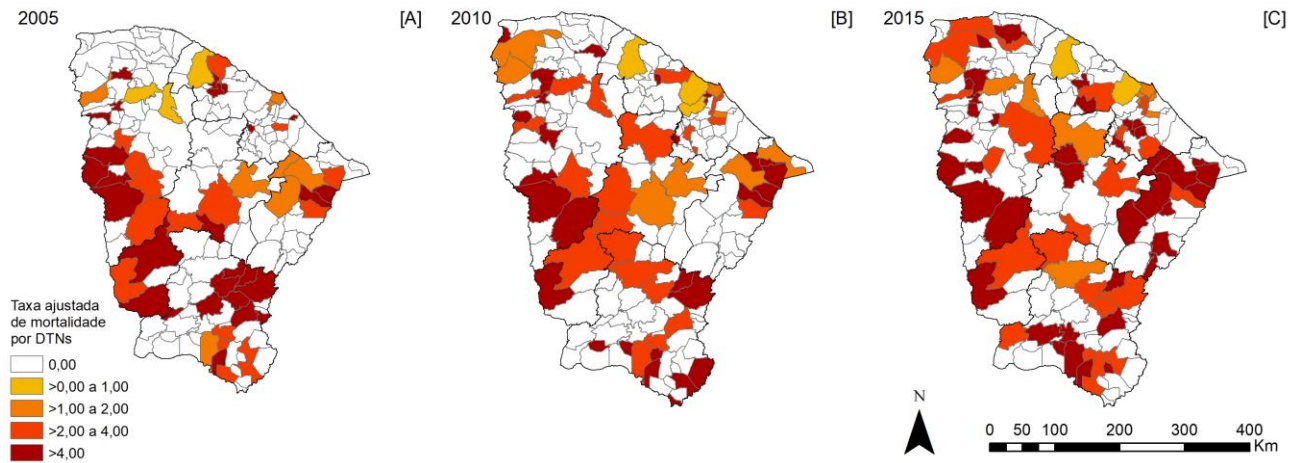 2005 [A] 2010 [B] 2015 [C]
Taxa ajustada
de mortalidade
por DTNs
0,00
>0,00 a 1,00
>1,00 a 2,00
>2,00 a 4,00
>4,00
N
0 50 100 200 300 400
Km